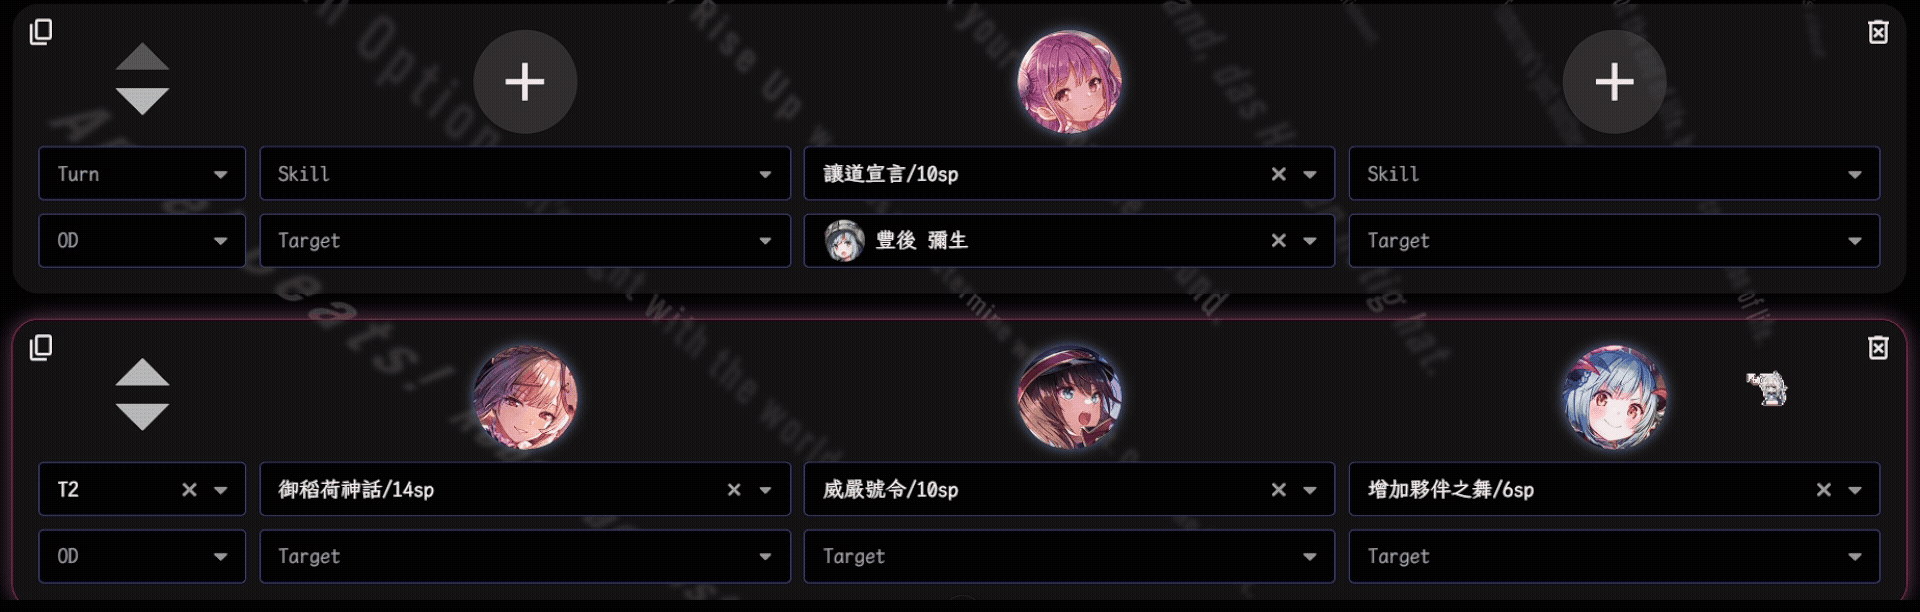 Turn
Skill
讓道宣言/10sp
Skill
OD
Target
豐後 彌生
Target
T2
御稻荷神話/14sp
威嚴號令/10sp
增加夥伴之舞/6sp
OD
Target
Target
Target